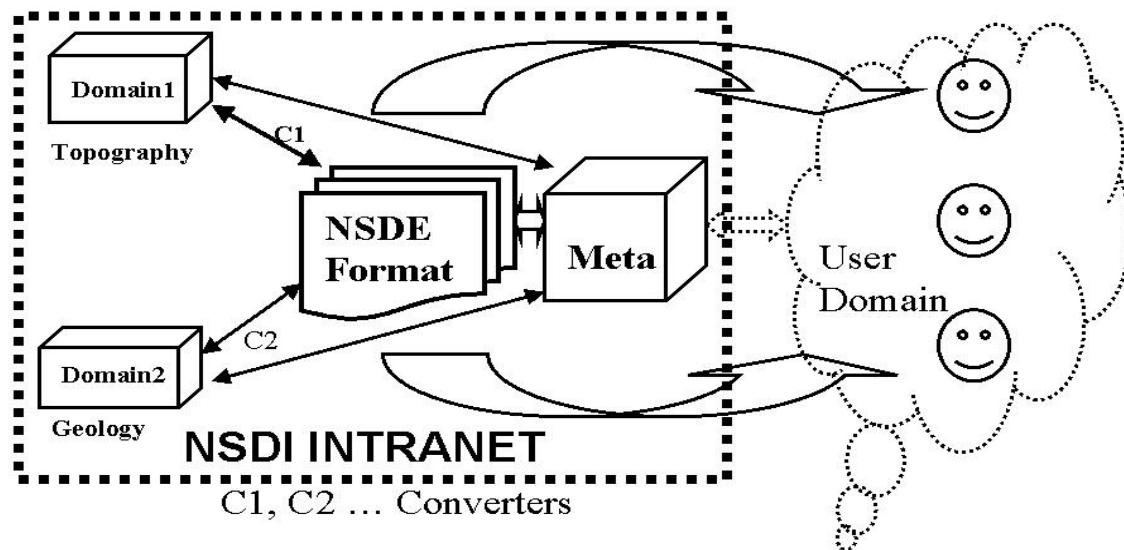 Domain1
Topography
C1
NSDE
Format
Meta
User
Domain
C2
Domain2
Geology
NSDI INTRANET
C1, C2 ... Converters